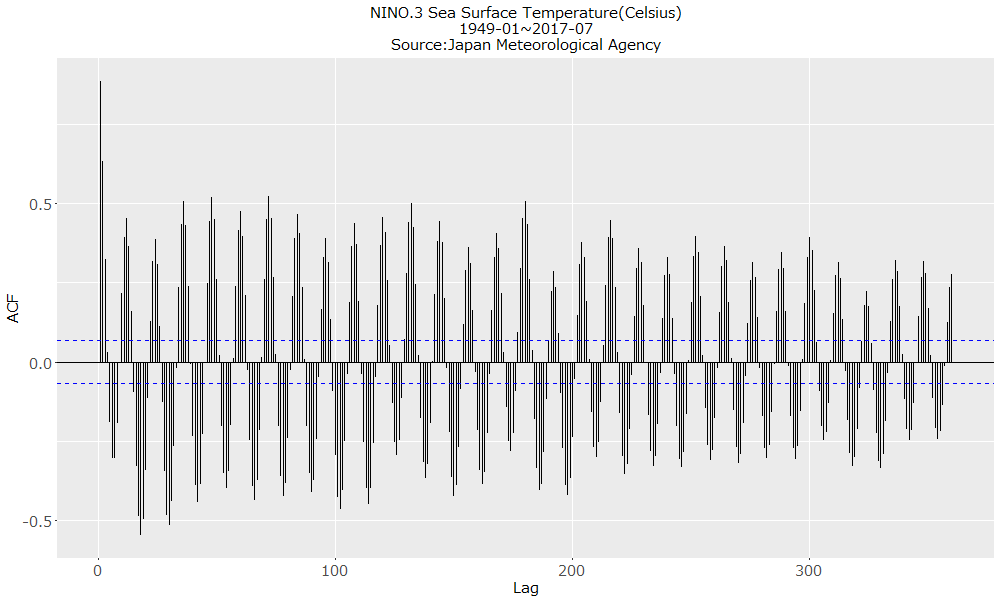 NINO.3 Sea Surface Temperature(Celsius)
1949-01~2017-07
Source:Japan Meteorological Agency
ACF
0.5
0.0
-0.5
0
100
200
300
Lag